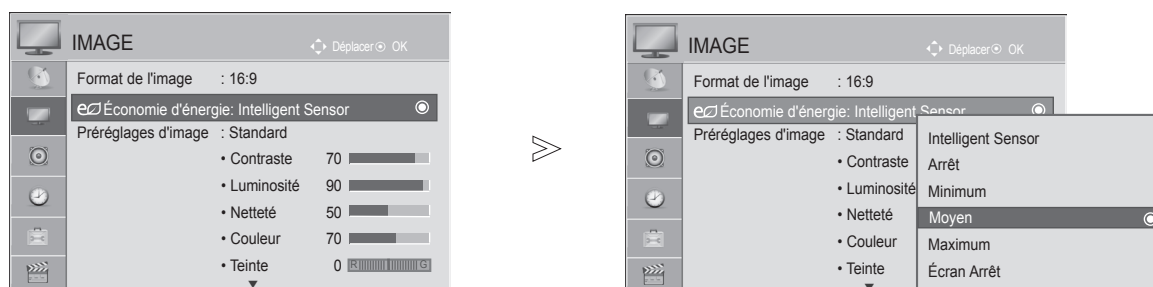 IMAGE Déplacer OK
Format de l'image : 16:9
Économie d'énergie: Intelligent Sensor
Préréglages d'image : Standard
• Contraste 70
• Luminosité 90
• Netteté 50
• Couleur 70
• Teinte 0 R G
IMAGE Déplacer OK
Format de l'image : 16:9
Économie d'énergie: Intelligent Sensor
Préréglages d'image : Standard
• Contraste
• Luminosité
• Netteté
• Couleur
• Teinte
Intelligent Sensor
Arrêt
Minimum
Moyen
Maximum
Écran Arrêt